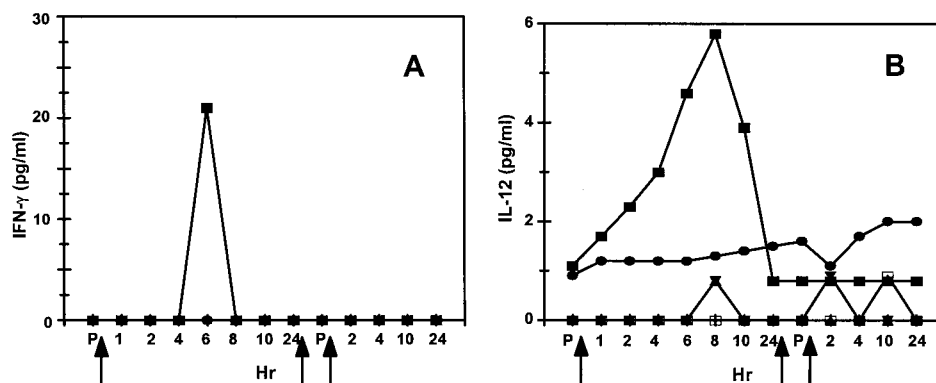 30
20
10
0
IFN-γ (pg/ml)
A
P 1 2 4 6 8 10 24 P 2 4 10 24
Hr
6
4
2
0
IL-12 (pg/ml)
B
P 1 2 4 6 8 10 24 P 2 4 10 24
Hr